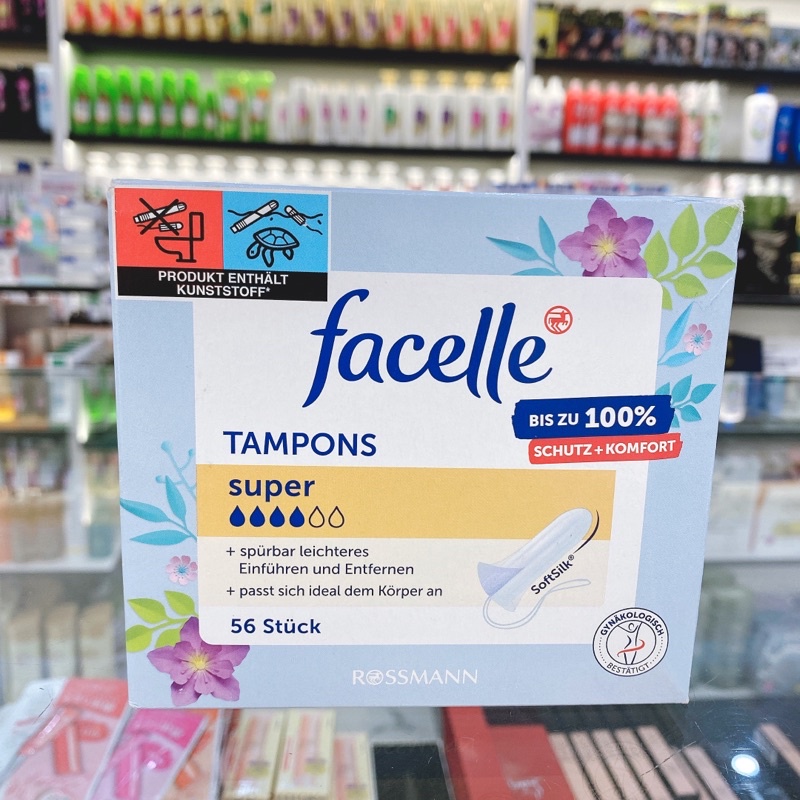 PRODUKT ENTHÄLT
KUNSTSTOFF*
facelle
BIS ZU 100%
SCHUTZ + KOMFORT
TAMPONS
super
+ spürbar leichteres
Einführen und Entfernen
+ passt sich ideal dem Körper an
SoftSilk®
56 Stück
GYNÄKOLOGISCH
BESTÄTIGT
ROSSMANN